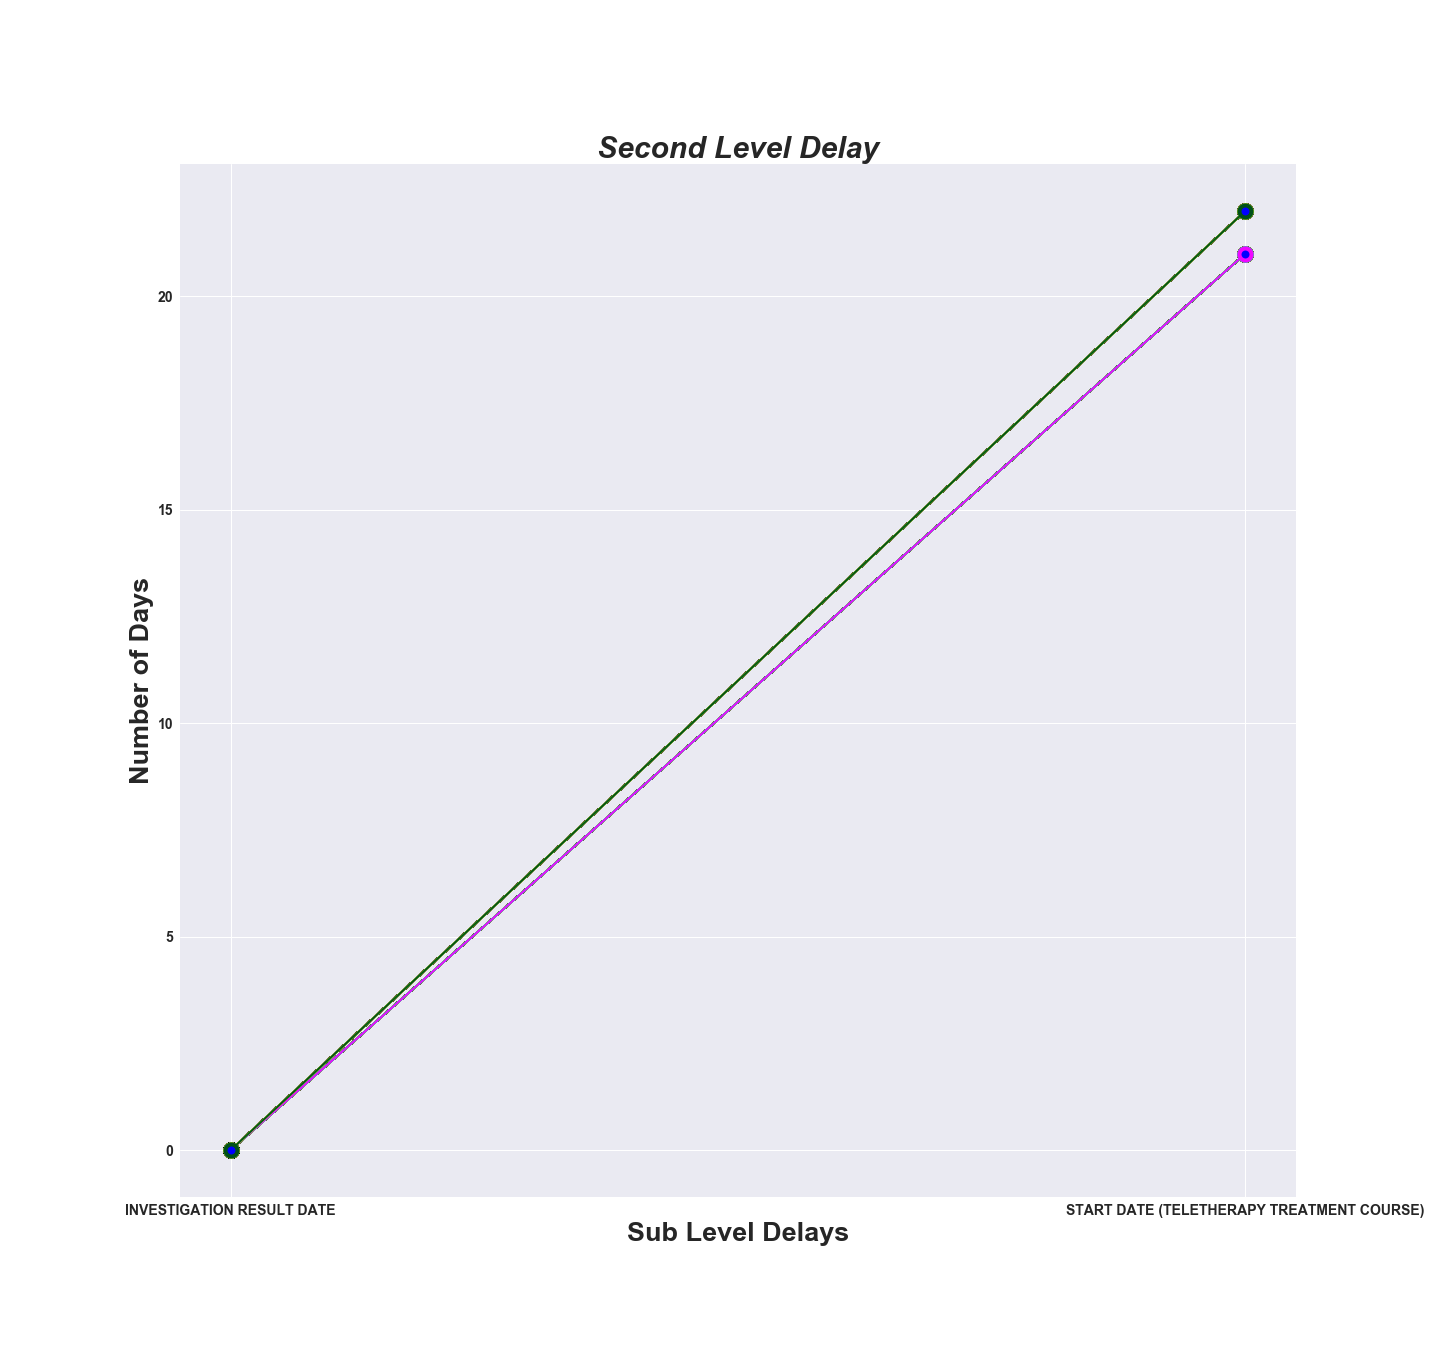 Second Level Delay
Number of Days
20
15
10
5
0
INVESTIGATION RESULT DATE
START DATE (TELETHERAPY TREATMENT COURSE)
Sub Level Delays